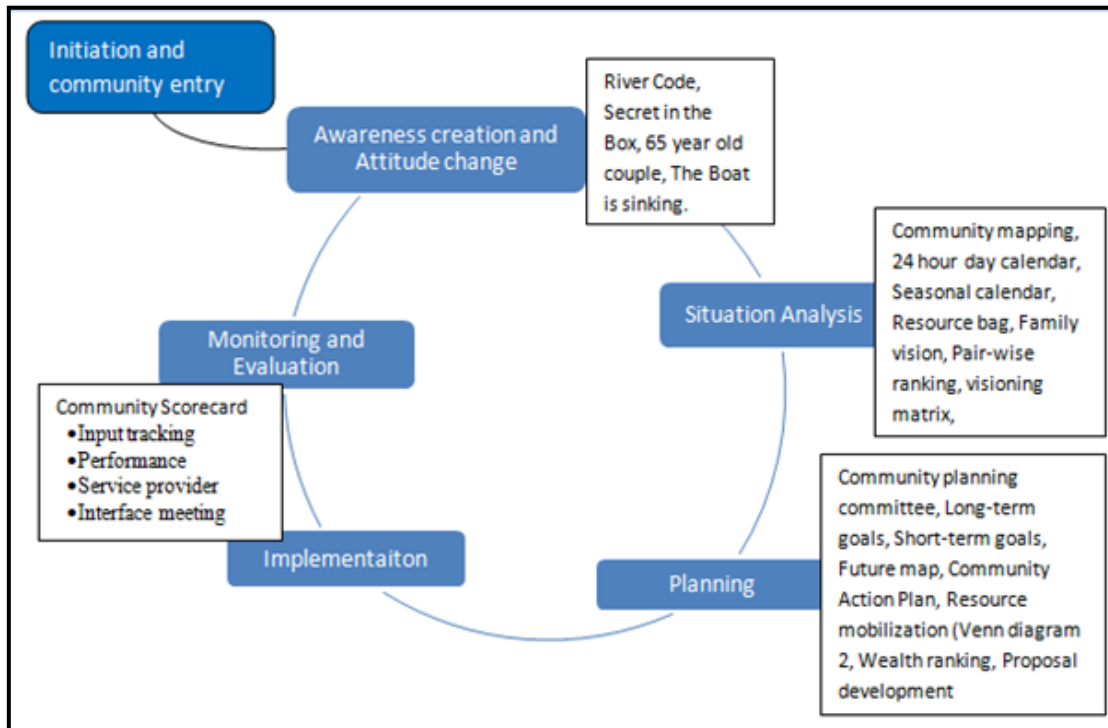 Initiation and
community entry
Awareness creation and
Attitude change
River Code,
Secret in the
Box, 65 year old
couple, The Boat
is sinking.
Situation Analysis
Community mapping,
24 hour day calendar,
Seasonal calendar,
Resource bag, Family
vision, Pair-wise
ranking, visioning
matrix,
Planning
Community planning
committee, Long-term
goals, Short-term goals,
Future map, Community
Action Plan, Resource
mobilization (Venn diagram
2, Wealth ranking, Proposal
development
Implementaiton
Monitoring and
Evaluation
Community Scorecard
•Input tracking
•Performance
•Service provider
•Interface meeting